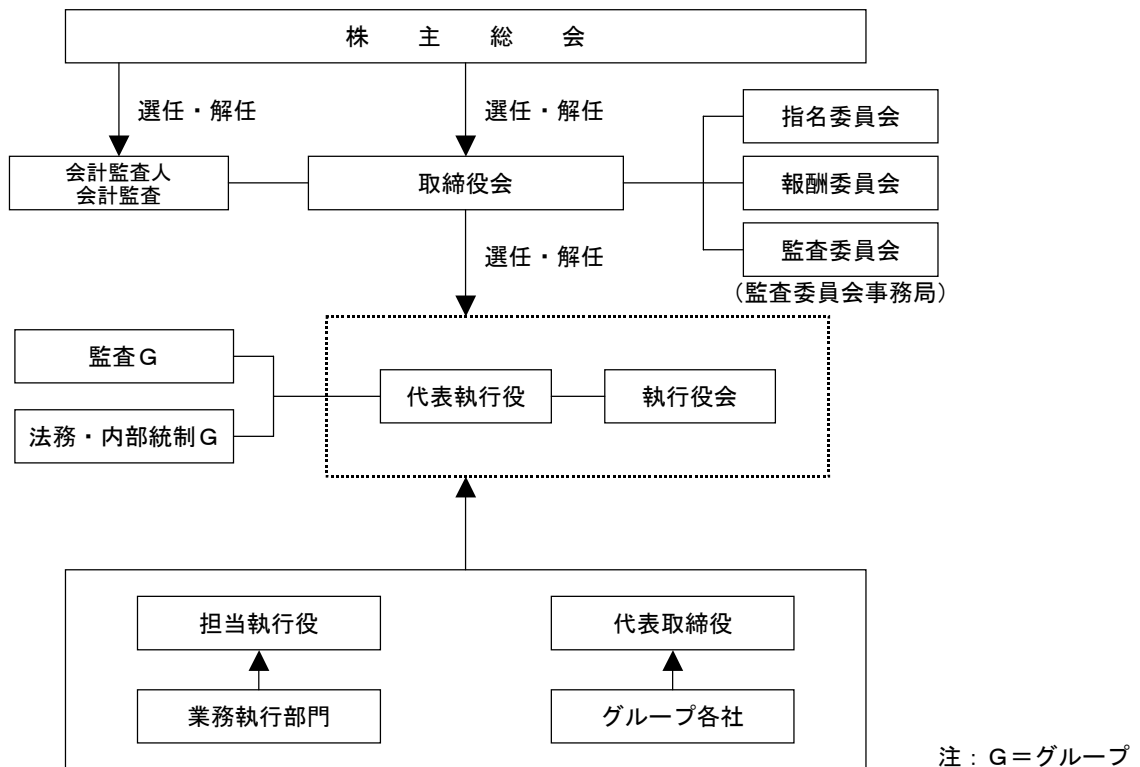 株主総会
選任・解任
選任・解任
指名委員会
会計監査人
会計監査
取締役会
報酬委員会
監査委員会
(監査委員会事務局)
選任・解任
監査G
法務・内部統制G
代表執行役
執行役会
担当執行役
代表取締役
業務執行部門
グループ各社
注：G＝グループ